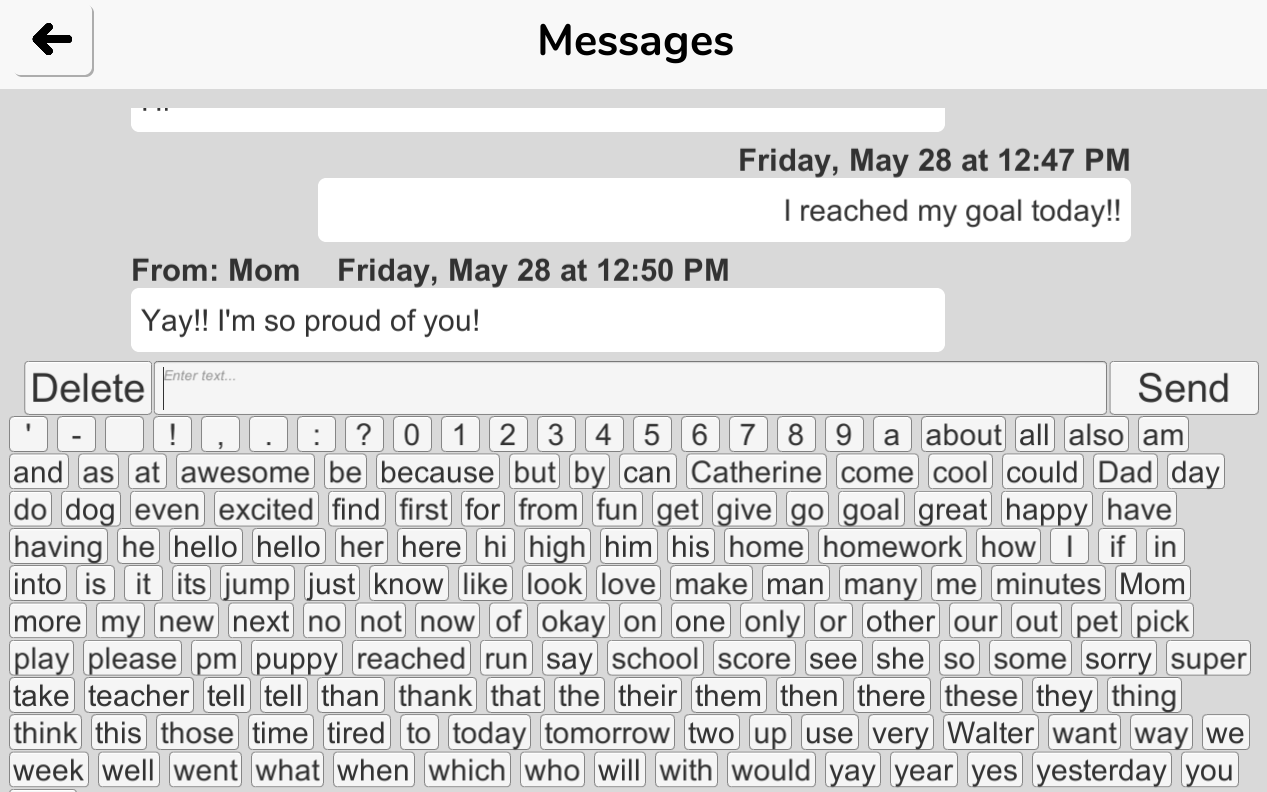 Messages
Friday, May 28 at 12:47 PM
I reached my goal today!!
From: Mom Friday, May 28 at 12:50 PM
Yay!! I'm so proud of you!
Delete Enter text... Send
' - ! , . : ? 0 1 2 3 4 5 6 7 8 9 a about all also am
and as at awesome be because but by can Catherine come cool could Dad day
do dog even excited find first for from fun get give go goal great happy have
having he hello hello her here hi high him his home homework how I if in
into is it its jump just know like look love make man many me minutes Mom
more my new next no not now of okay on one only or other our out pet pick
play please pm puppy reached run say school score see she so some sorry super
take teacher tell tell than thank that the their them then there these they thing
think this those time tired to today tomorrow two up use very Walter want way we
week well went what when which who will with would yay year yes yesterday you